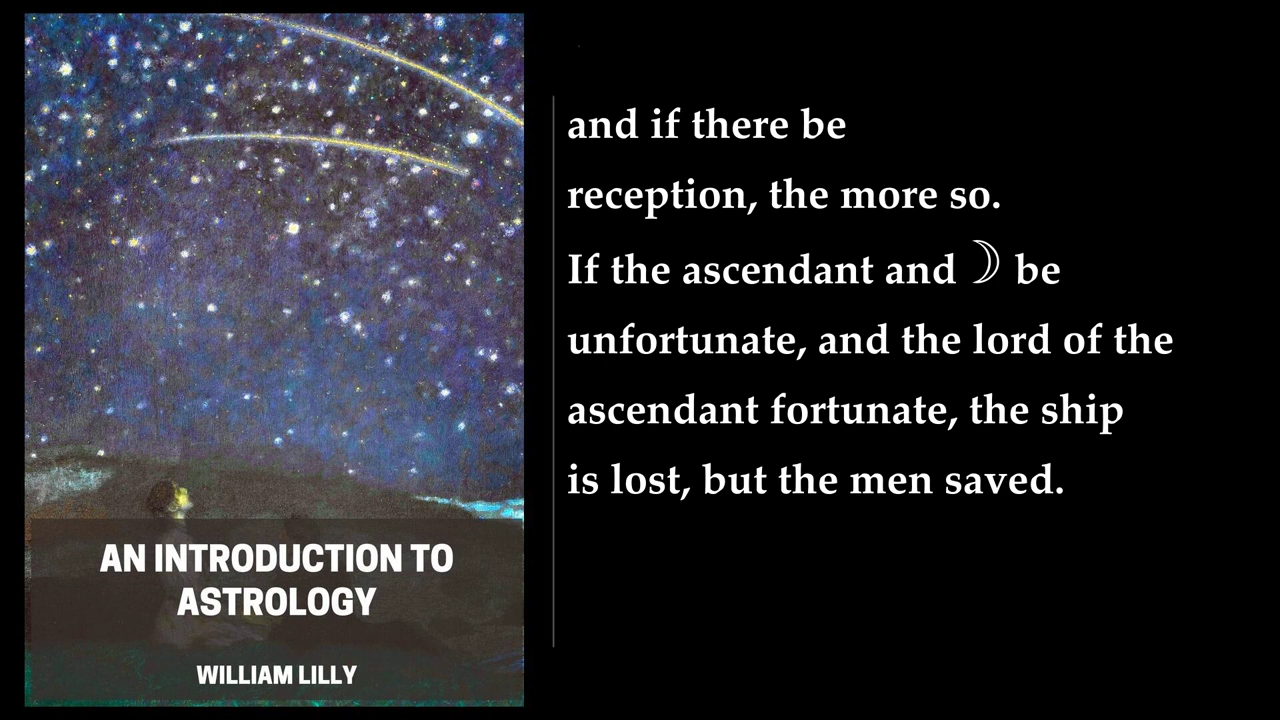 AN INTRODUCTION TO
ASTROLOGY
WILLIAM LILLY
and if there be
reception, the more so.
If the ascendant and ☽ be
unfortunate, and the lord of the
ascendant fortunate, the ship
is lost, but the men saved.